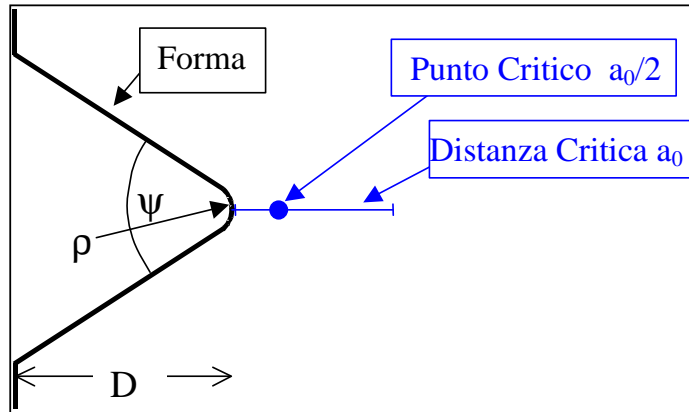 Forma
Punto Critico a₀/2
Distanza Critica a₀
ψ
ρ
D